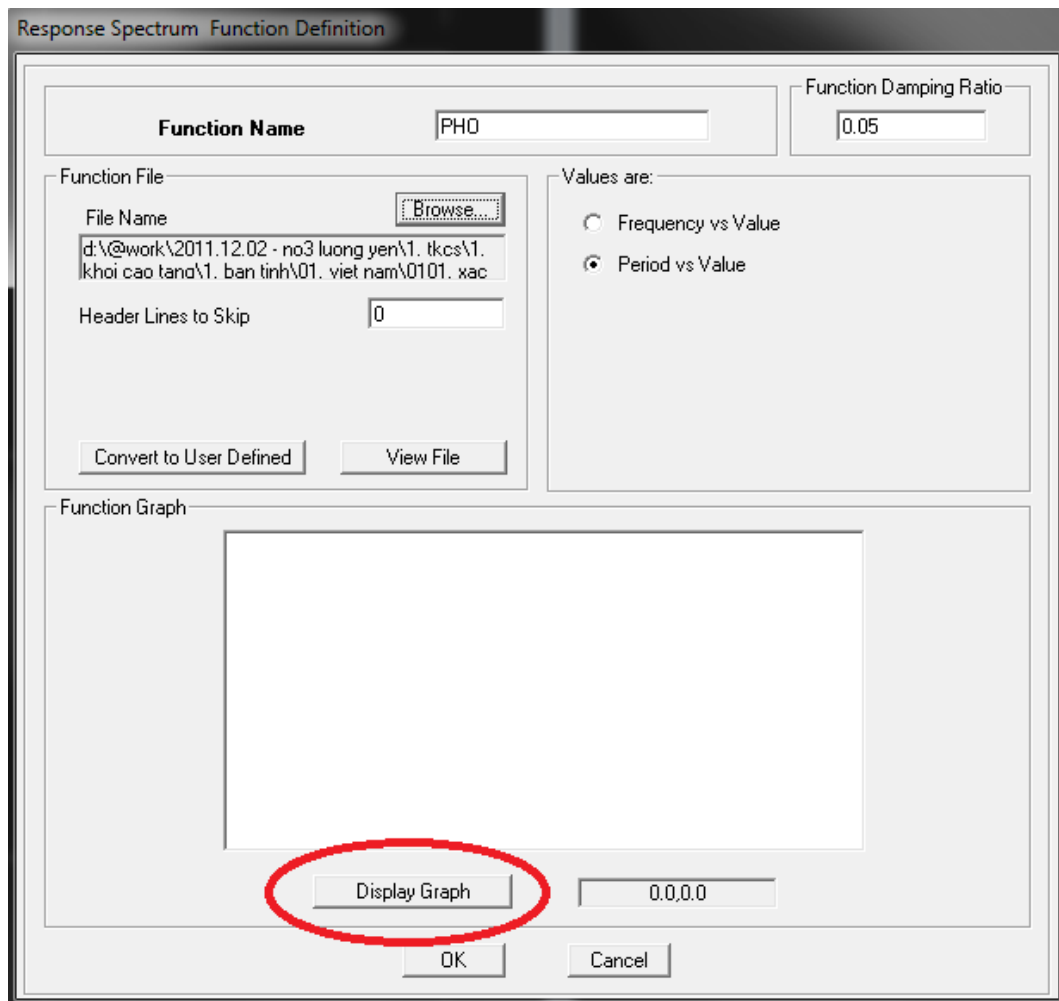 Response Spectrum Function Definition
Function Name
PHO
Function Damping Ratio
0.05
Function File
File Name
Browse...
d:\@work\2011.12.02 - no3 luong yen\1. tkcs\1.
khoi cao tang\1. ban tinh\01. viet nam\0101. xac
Header Lines to Skip
0
Convert to User Defined
View File
Values are:
Frequency vs Value
Period vs Value
Function Graph
Display Graph
0.0,0.0
OK
Cancel